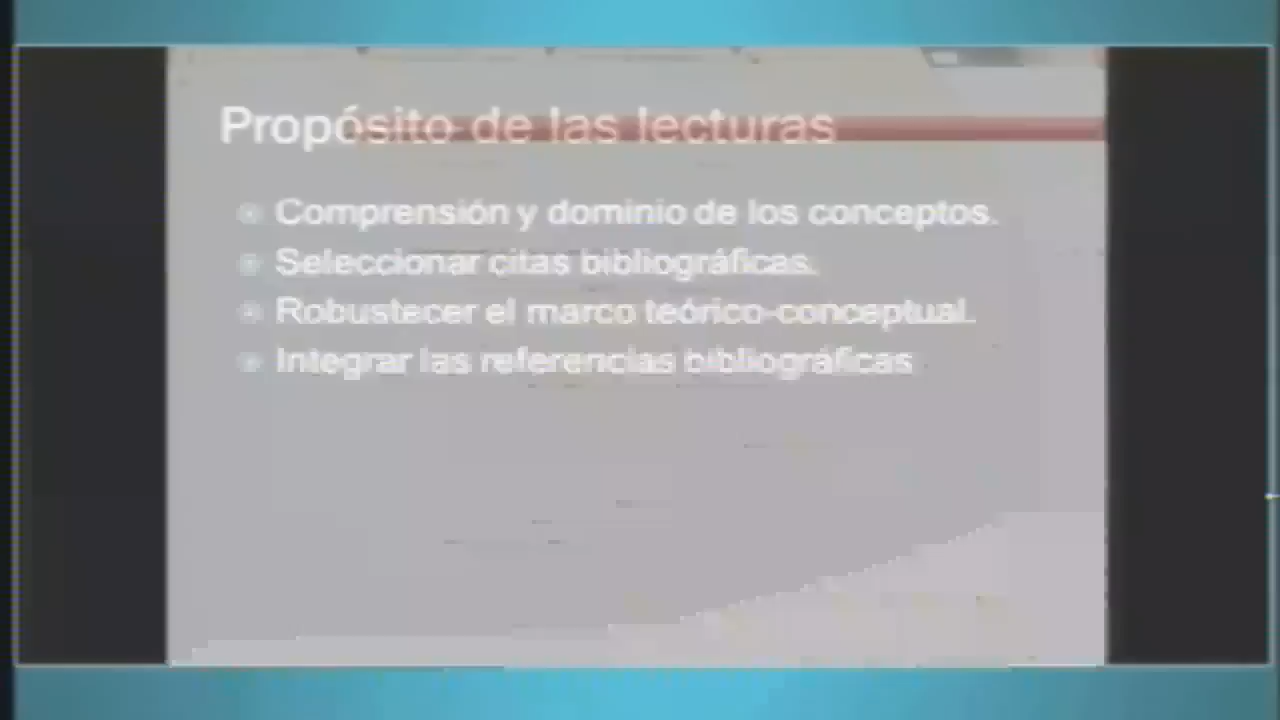 Propósito de las lecturas
Comprensión y dominio de los conceptos.
Seleccionar citas bibliográficas.
Robustecer el marco teórico-conceptual.
Integrar las referencias bibliográficas